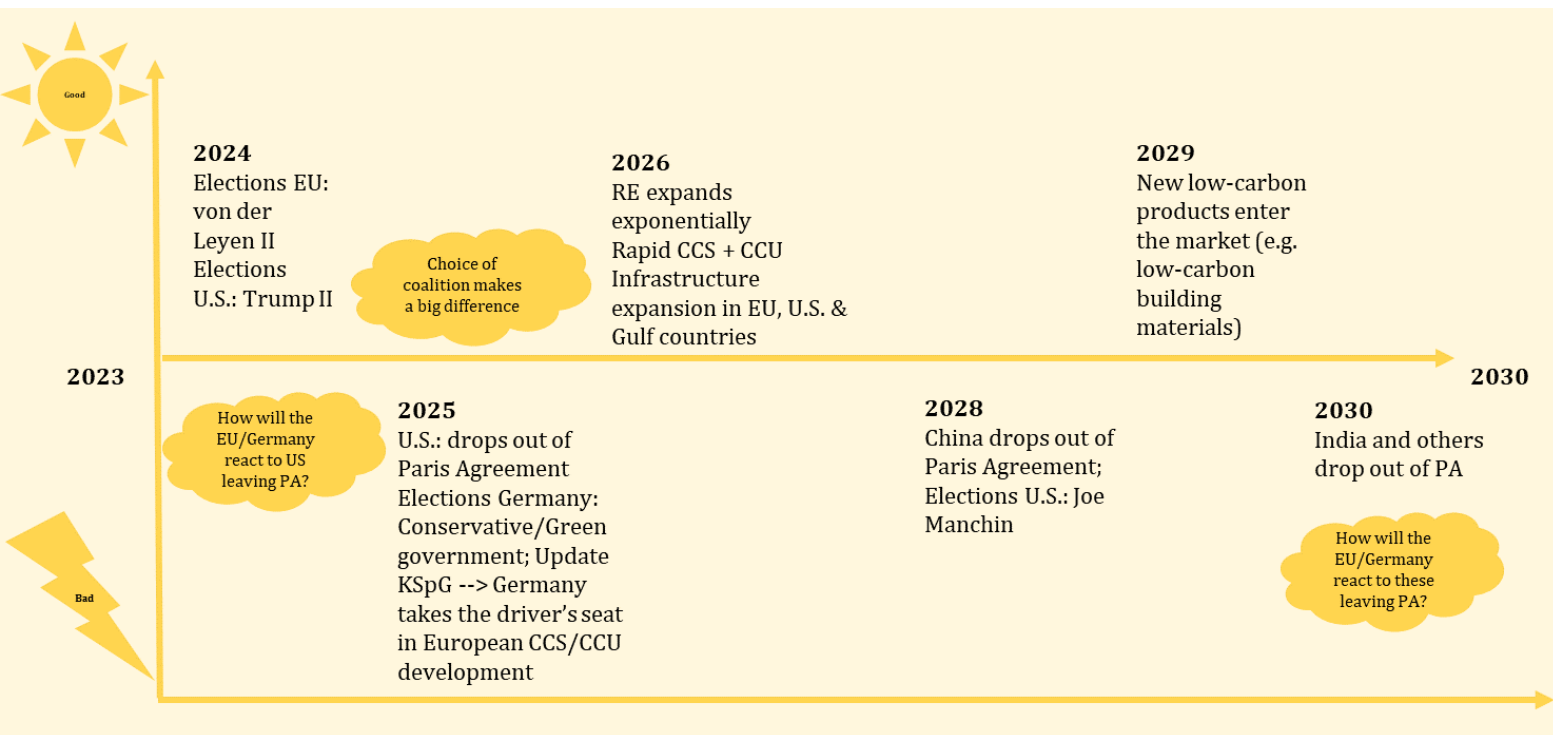 Good
2024
Elections EU:
von der
Leyen II
Elections
U.S.: Trump II
Choice of
coalition makes
a big difference
2026
RE expands
exponentially
Rapid CCS + CCU
Infrastructure
expansion in EU, U.S. &
Gulf countries
2029
New low-carbon
products enter
the market (e.g.
low-carbon
building
materials)
2023
2030
How will the
EU/Germany
react to US
leaving PA?
2025
U.S.: drops out of
Paris Agreement
Elections Germany:
Conservative/Green
government; Update
KSpG --> Germany
takes the driver's seat
in European CCS/CCU
development
2028
China drops out of
Paris Agreement;
Elections U.S.: Joe
Manchin
2030
India and others
drop out of PA
How will the
EU/Germany
react to these
leaving PA?
Bad